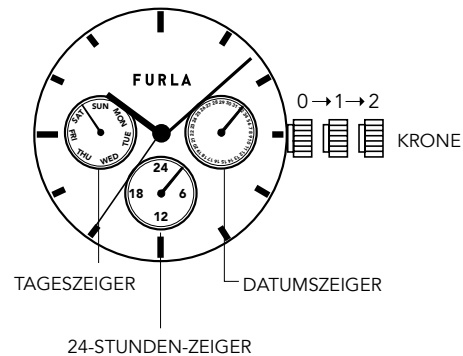 FURLA
0→1→2
KRONE
SUN
MON
TUE
WED
THU
FRI
SAT
24
18
6
12
TAGESZEIGER
DATUMSZEIGER
24-STUNDEN-ZEIGER